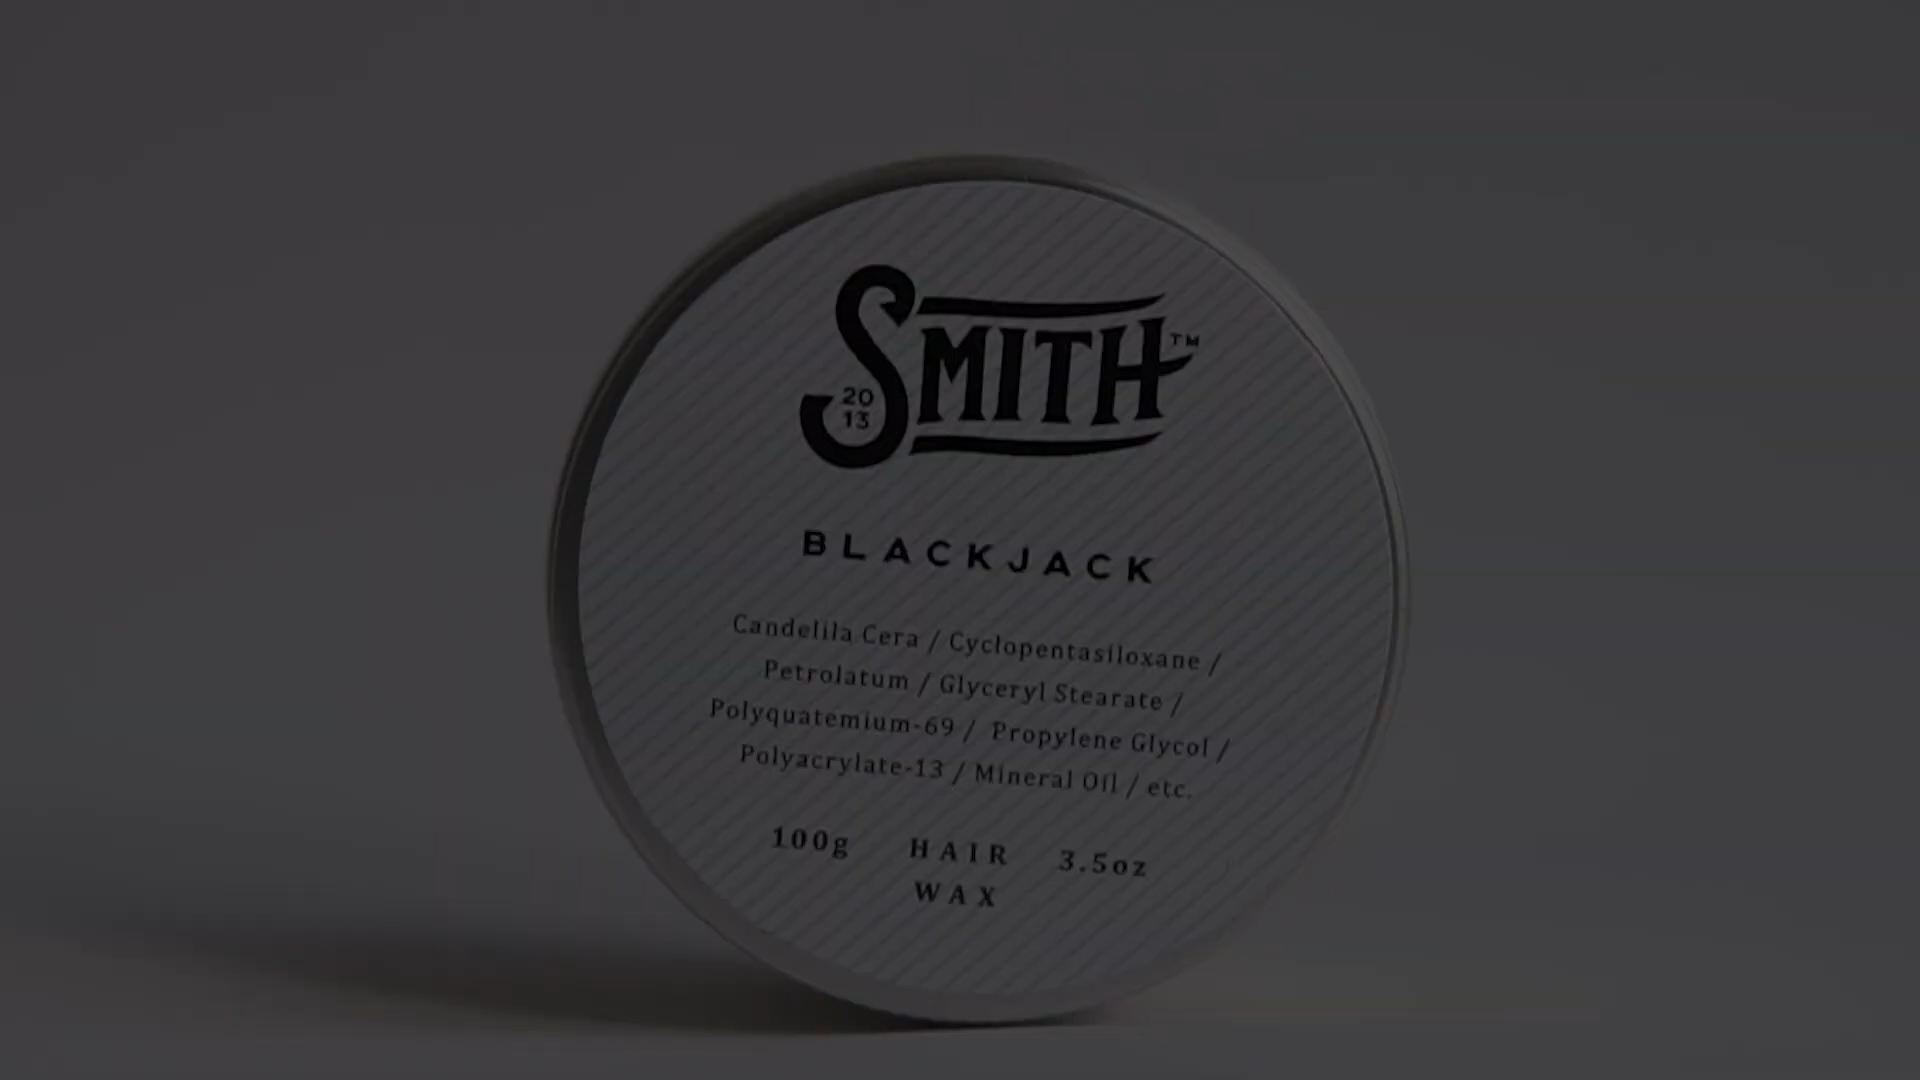 SMITH™
20
13
BLACKJACK
Candelila Cera / Cyclopentasiloxane /
Petrolatum / Glyceryl Stearate /
Polyquatemium-69 / Propylene Glycol /
Polyacrylate-13 / Mineral Oil / etc.
100g HAIR 3.5oz
WAX